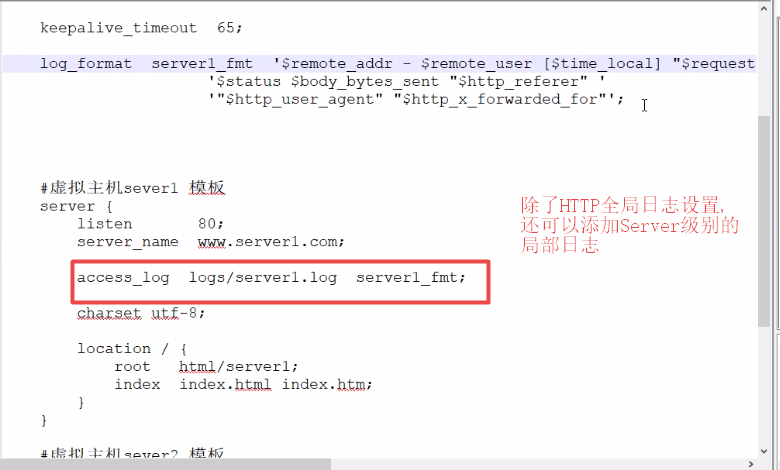 keepalive_timeout  65;
log_format  server1_fmt  '$remote_addr - $remote_user [$time_local] "$request
'$status $body_bytes_sent "$http_referer" '
'"$http_user_agent" "$http_x_forwarded_for"';
#虚拟主机sever1 模板
server {
listen       80;
server_name  www.server1.com;
access_log  logs/server1.log  server1_fmt;
charset utf-8;
location / {
root   html/server1;
index  index.html index.htm;
}
}
#虚拟主机sever2 模板
除了HTTP全局日志设置,
还可以添加Server级别的
局部日志